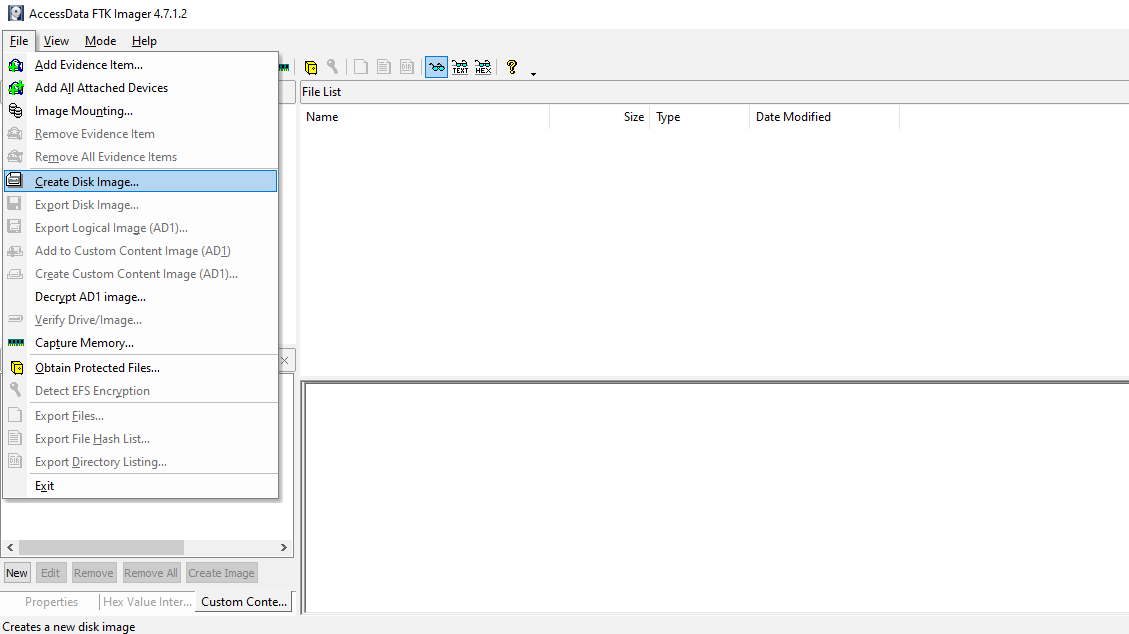 AccessData FTK Imager 4.7.1.2
File View Mode Help
Add Evidence Item...
Add All Attached Devices
Image Mounting...
Remove Evidence Item
Remove All Evidence Items
Create Disk Image...
Export Disk Image...
Export Logical Image (AD1)...
Add to Custom Content Image (AD1)
Create Custom Content Image (AD1)...
Decrypt AD1 image...
Verify Drive/Image...
Capture Memory...
Obtain Protected Files...
Detect EFS Encryption
Export Files...
Export File Hash List...
Export Directory Listing...
Exit
TEXT HEX
File List
Name Size Type Date Modified
New Edit Remove Remove All Create Image
Properties Hex Value Inter... Custom Conte...
Creates a new disk image